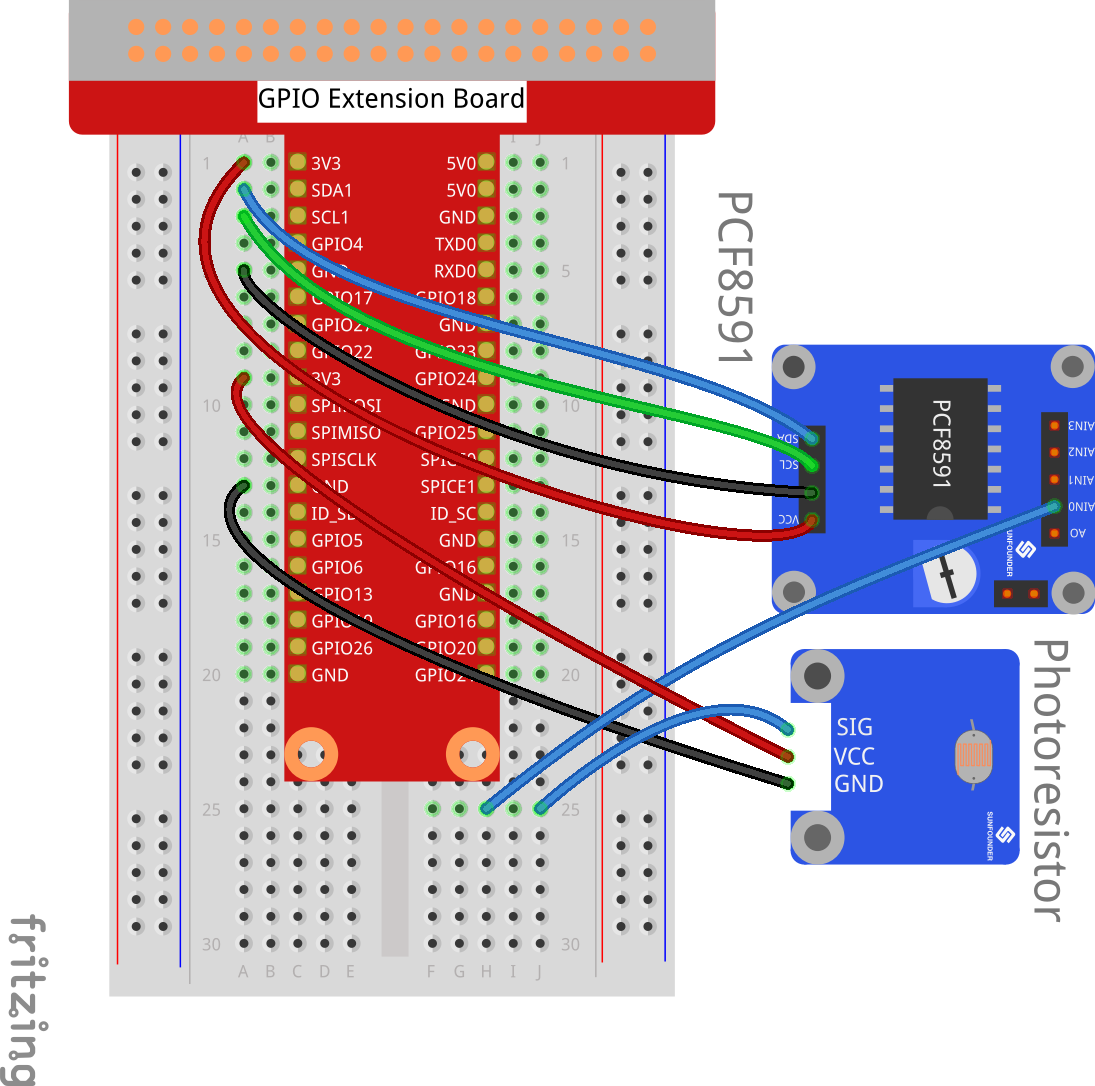 GPIO Extension Board
A B I J
1 3V3 5V0 1
SDA1 5V0
SCL1 GND
GPIO4 TXD0
GND RXD0 5
GPIO17 GPIO18
GPIO27 GND
GPIO22 GPIO23
3V3 GPIO24
10 SPIMOSI GND 10
SPIMISO GPIO25
SPISCLK
GND SPICE1
ID_SD ID_SC
15 GPIO5 GND 15
GPIO6 GPIO16
GPIO13 GND
GPIO19 GPIO16
GPIO26 GPIO20
20 GND GPIO21 20
25 25
30 30
A B C D E F G H I J
PCF8591
SDA
SCL
VCC
PCF8591
AIN3
AIN2
AIN1
AIN0
AO
SUNFOUNDER
Photoresistor
SIG
VCC
GND
SUNFOUNDER
fritzing